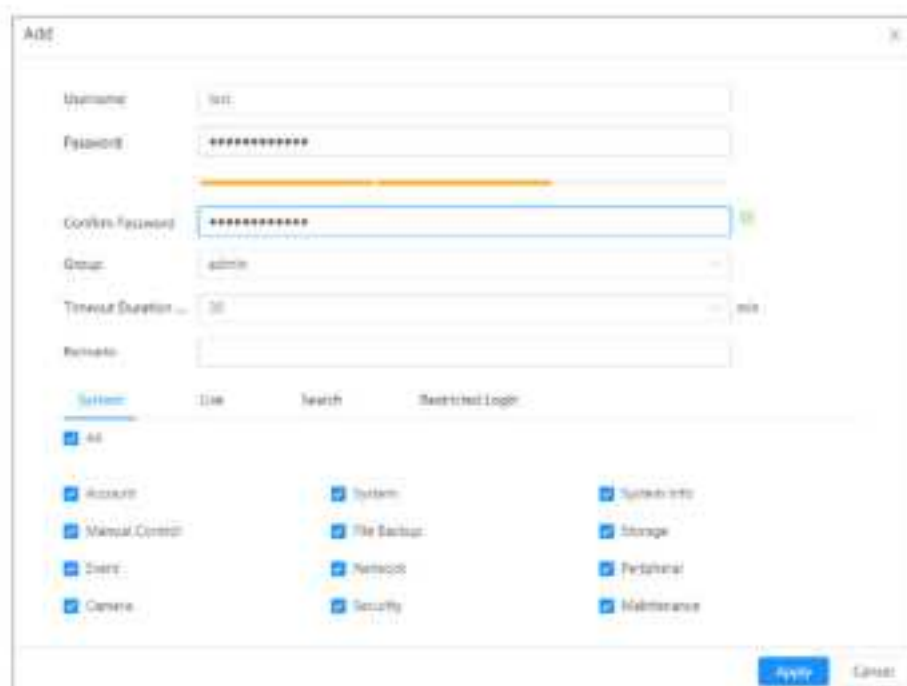 Add
Username test
Password ●●●●●●●●●●●●
Confirm Password ●●●●●●●●●●●●
Group admin
Timeout Duration ... 30 min
Remarks
System Live Search Restricted Login
All
Account System System Info
Manual Control File Backup Storage
Event Network Peripheral
Camera Security Maintenance
Apply Cancel